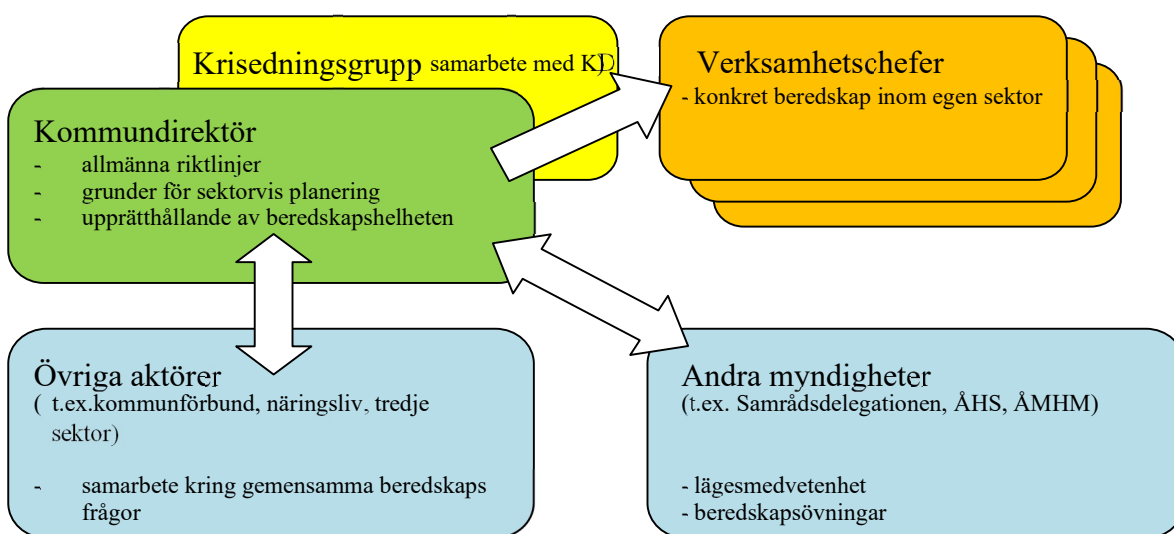 Krisedningsgrupp samarbete med KD)
Verksamhetschefer
- konkret beredskap inom egen sektor
Kommundirektör
- allmänna riktlinjer
- grunder för sektorvis planering
- upprätthållande av beredskapshelheten
Övriga aktörer
( t.ex.kommunförbund, näringsliv, tredje
sektor)
- samarbete kring gemensamma beredskaps
frågor
Andra myndigheter
(t.ex. Samrådsdelegationen, ÅHS, ÅMHM)
- lägesmedvetenhet
- beredskapsövningar